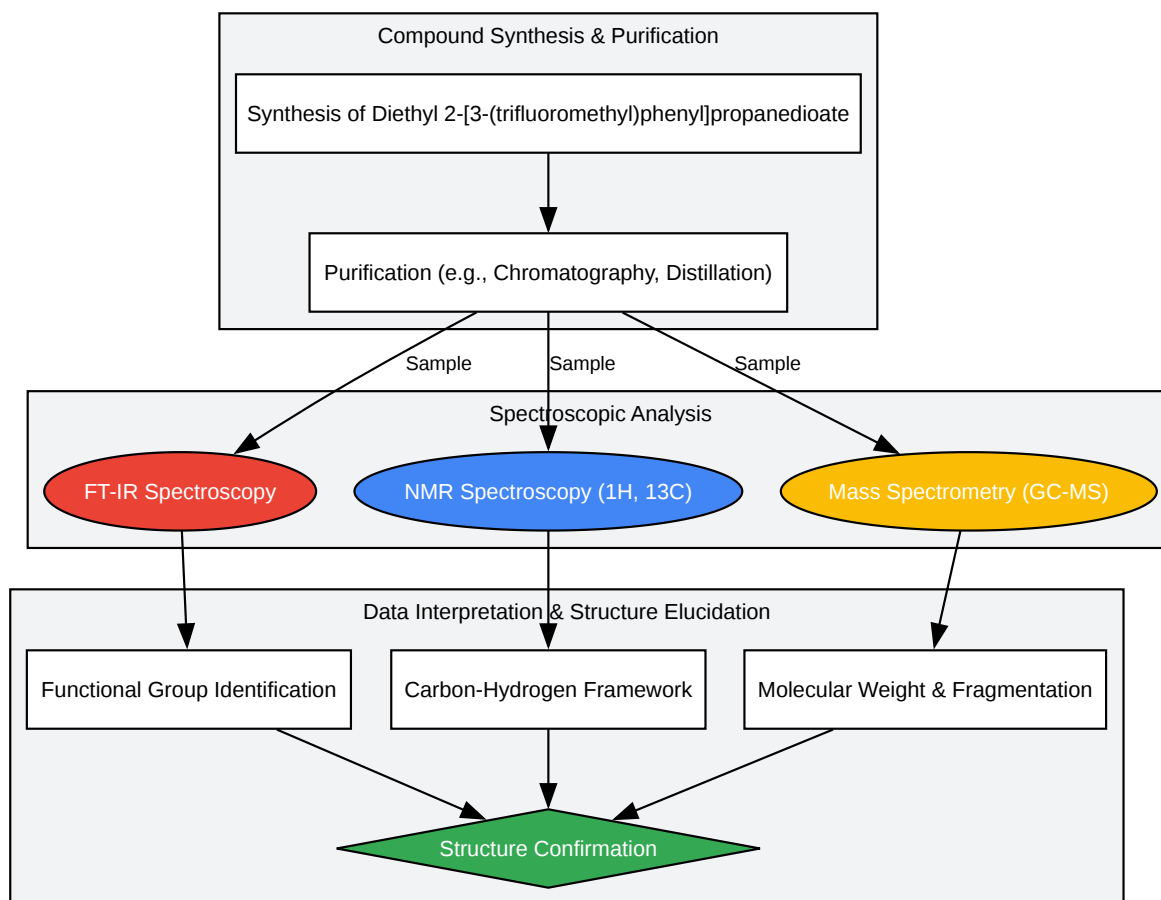 Compound Synthesis & Purification
Synthesis of Diethyl 2-[3-(trifluoromethyl)phenyl]propanedioate
Purification (e.g., Chromatography, Distillation)
Sample
Sample
Sample
Spectroscopic Analysis
FT-IR Spectroscopy
NMR Spectroscopy (1H, 13C)
Mass Spectrometry (GC-MS)
Data Interpretation & Structure Elucidation
Functional Group Identification
Carbon-Hydrogen Framework
Molecular Weight & Fragmentation
Structure Confirmation